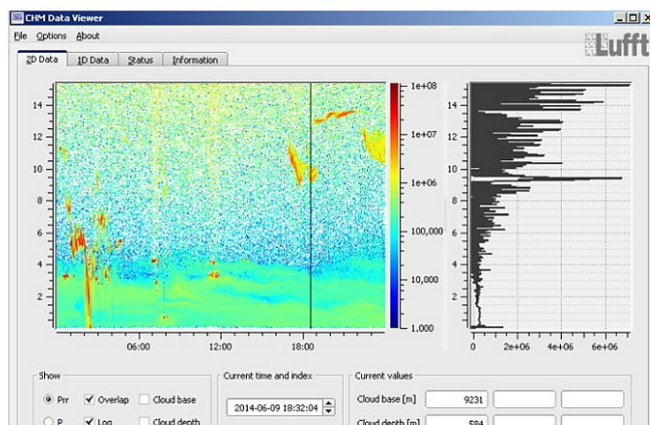 CHM Data Viewer
File Options About
Lufft
2D Data 1D Data Status Information
14
12
10
8
6
4
2
06:00 12:00 18:00
1e+08
1e+07
1e+06
100,000
10,000
1,000
14
12
10
8
6
4
2
0 2e+06 4e+06 6e+06
Show
Prr Overlap Cloud base
P Log Cloud depth
Current time and index
2014-06-09 18:32:04
Current values
Cloud base [m] 9231
Cloud depth [m] 584